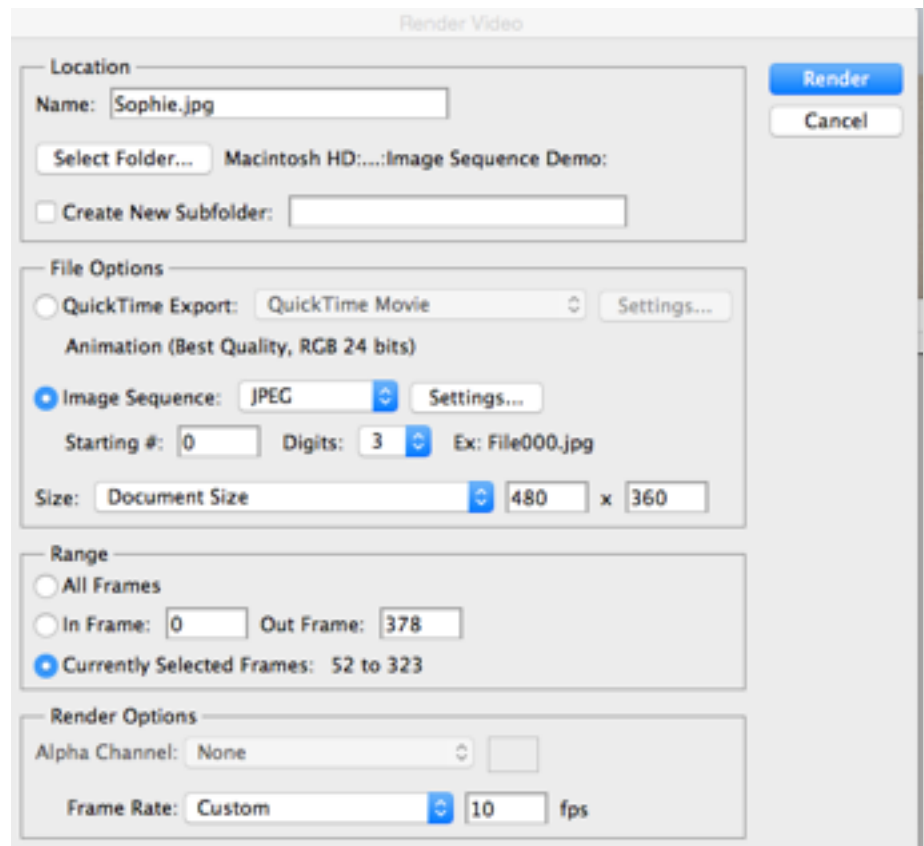 Render Video
Location
Render
Name: Sophie.jpg
Cancel
Select Folder... Macintosh HD:...:Image Sequence Demo:
Create New Subfolder:
File Options
QuickTime Export: QuickTime Movie Settings...
Animation (Best Quality, RGB 24 bits)
Image Sequence: JPEG Settings...
Starting #: 0 Digits: 3 Ex: File000.jpg
Size: Document Size 480 x 360
Range
All Frames
In Frame: 0 Out Frame: 378
Currently Selected Frames: 52 to 323
Render Options
Alpha Channel: None
Frame Rate: Custom 10 fps